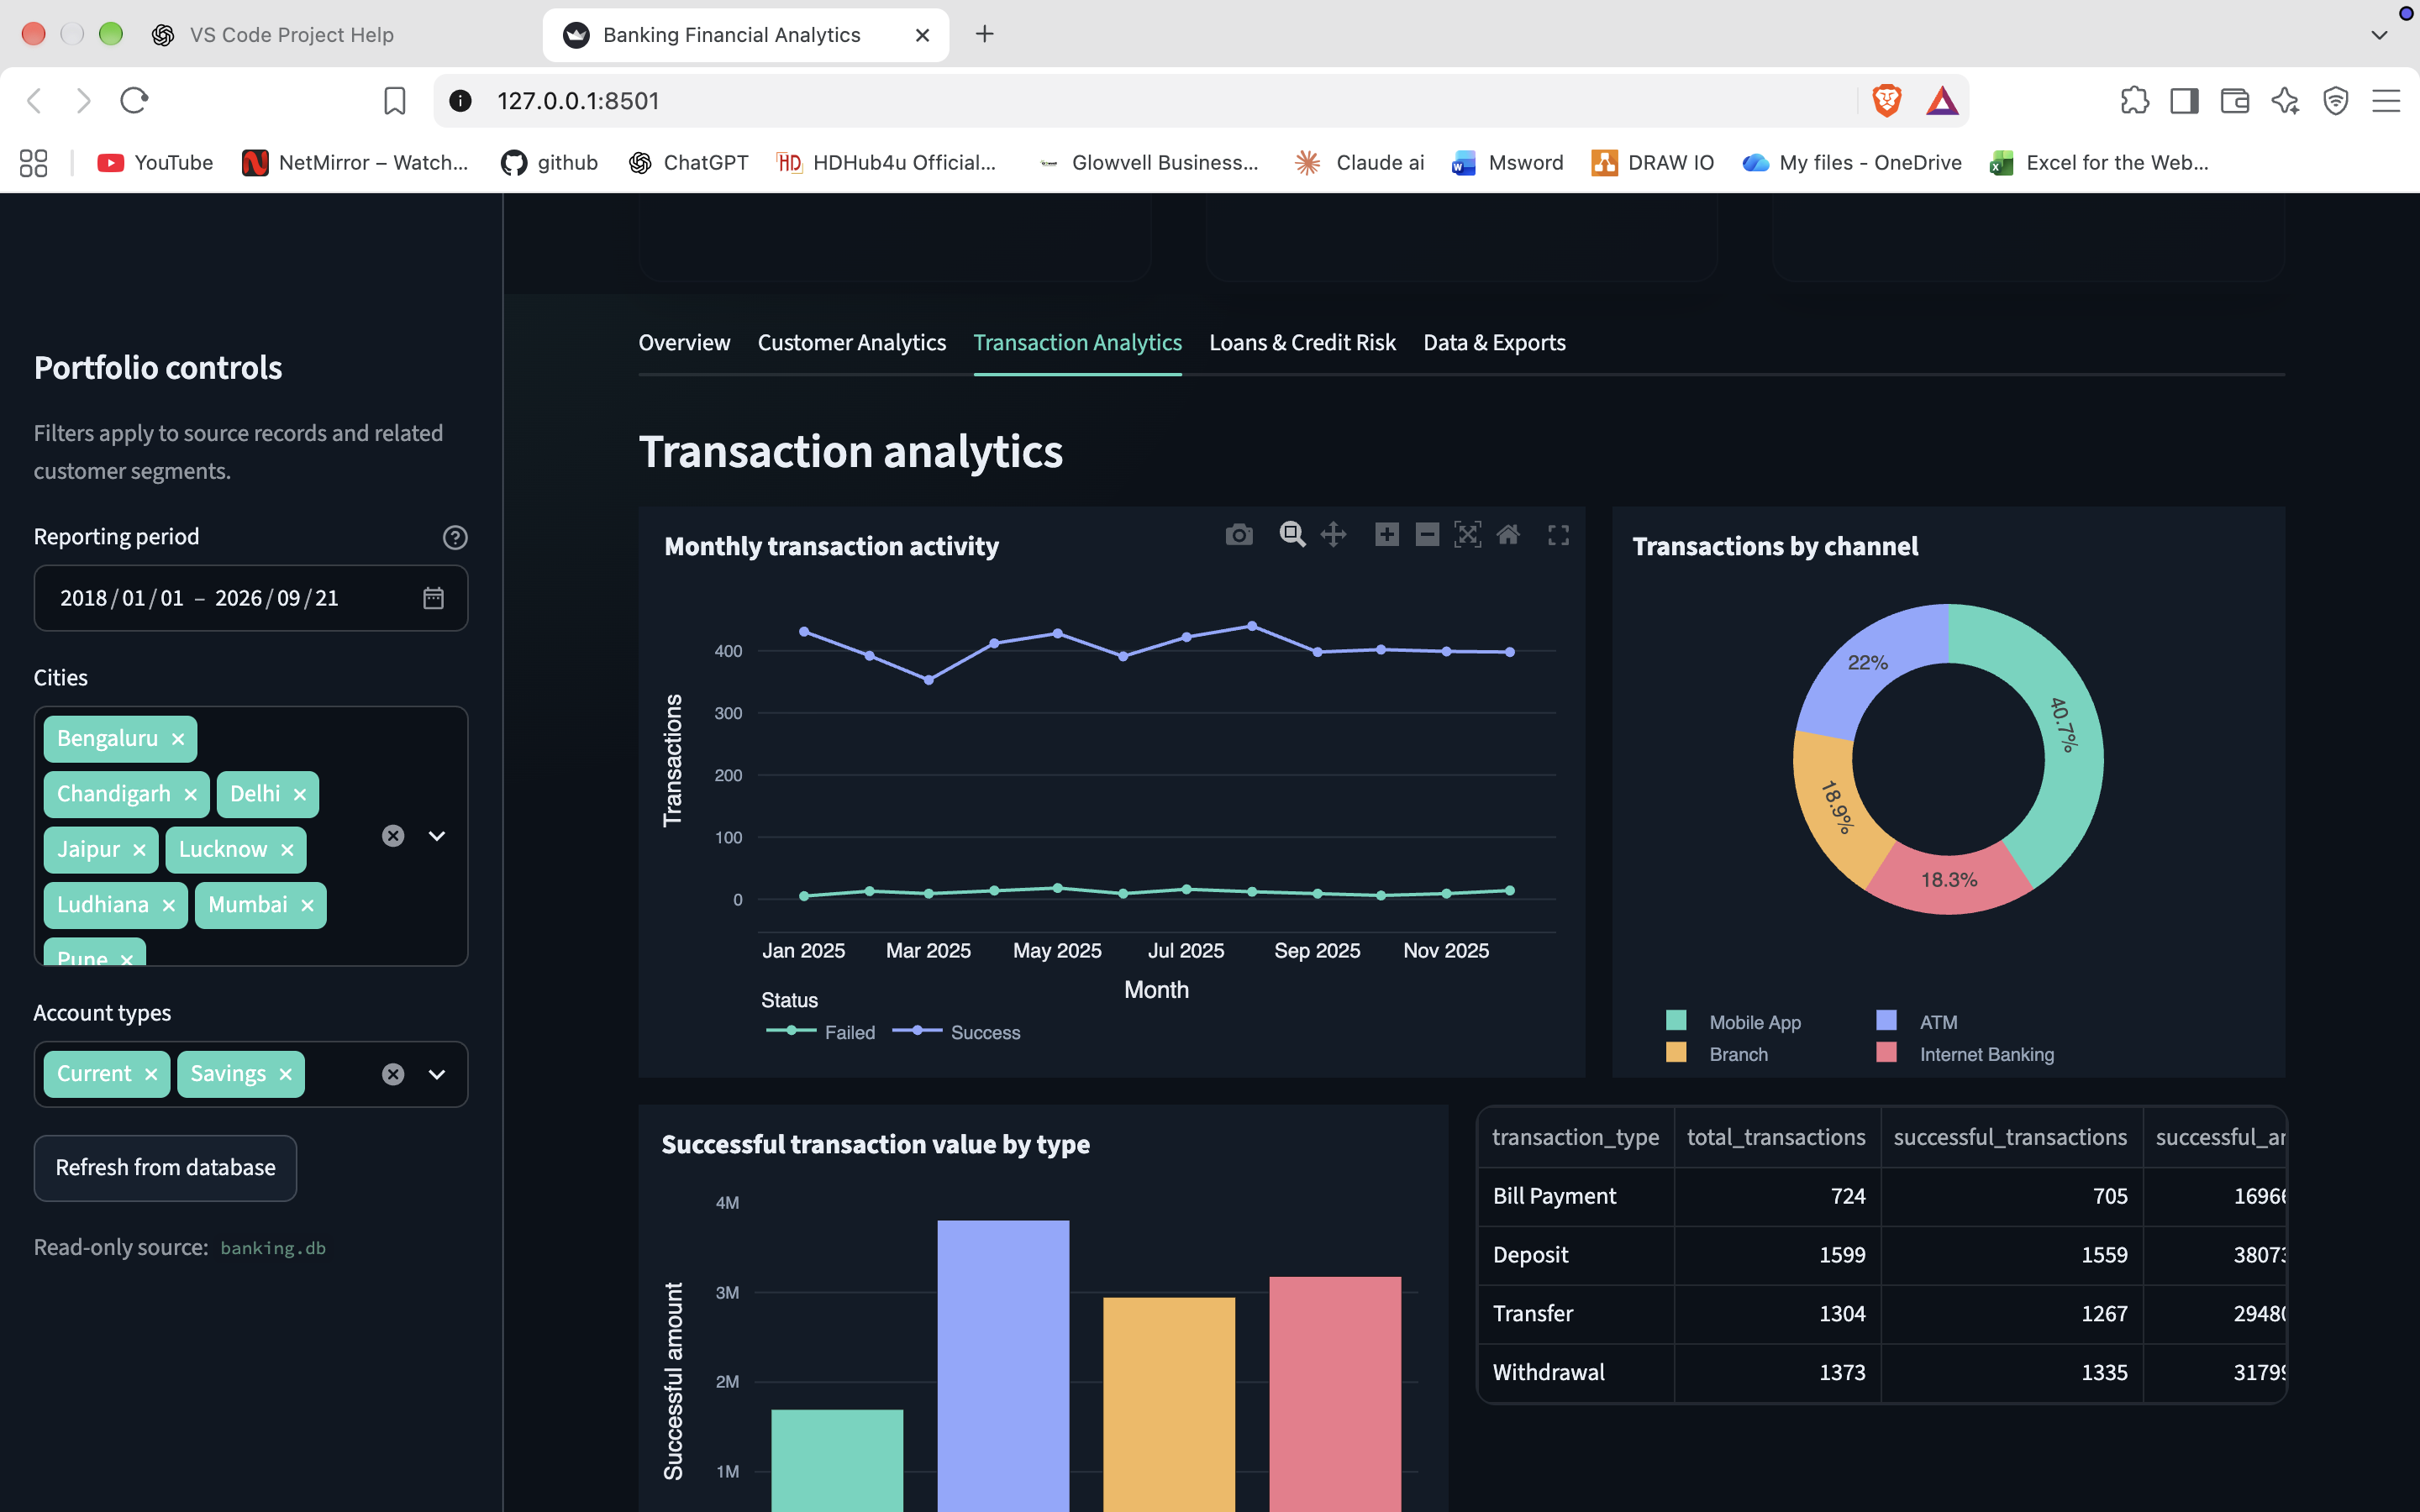 VS Code Project Help
Banking Financial Analytics
127.0.0.1:8501
YouTube
NetMirror – Watch...
github
ChatGPT
HDHub4u Official...
Glowvell Business...
Claude ai
Msword
DRAW IO
My files - OneDrive
Excel for the Web...
Portfolio controls
Filters apply to source records and related
customer segments.
Reporting period
2018/01/01 – 2026/09/21
Cities
Bengaluru
Chandigarh Delhi
Jaipur Lucknow
Ludhiana Mumbai
Pune
Account types
Current Savings
Refresh from database
Read-only source: banking.db
Overview Customer Analytics Transaction Analytics Loans & Credit Risk Data & Exports
Transaction analytics
Monthly transaction activity
Transactions
400
300
200
100
0
Jan 2025 Mar 2025 May 2025 Jul 2025 Sep 2025 Nov 2025
Month
Status
Failed Success
Transactions by channel
22%
40.7%
18.9%
18.3%
Mobile App ATM
Branch Internet Banking
Successful transaction value by type
Successful amount
4M
3M
2M
1M
transaction_type total_transactions successful_transactions successful_ar
Bill Payment 724 705 16966
Deposit 1599 1559 38073
Transfer 1304 1267 29480
Withdrawal 1373 1335 31799